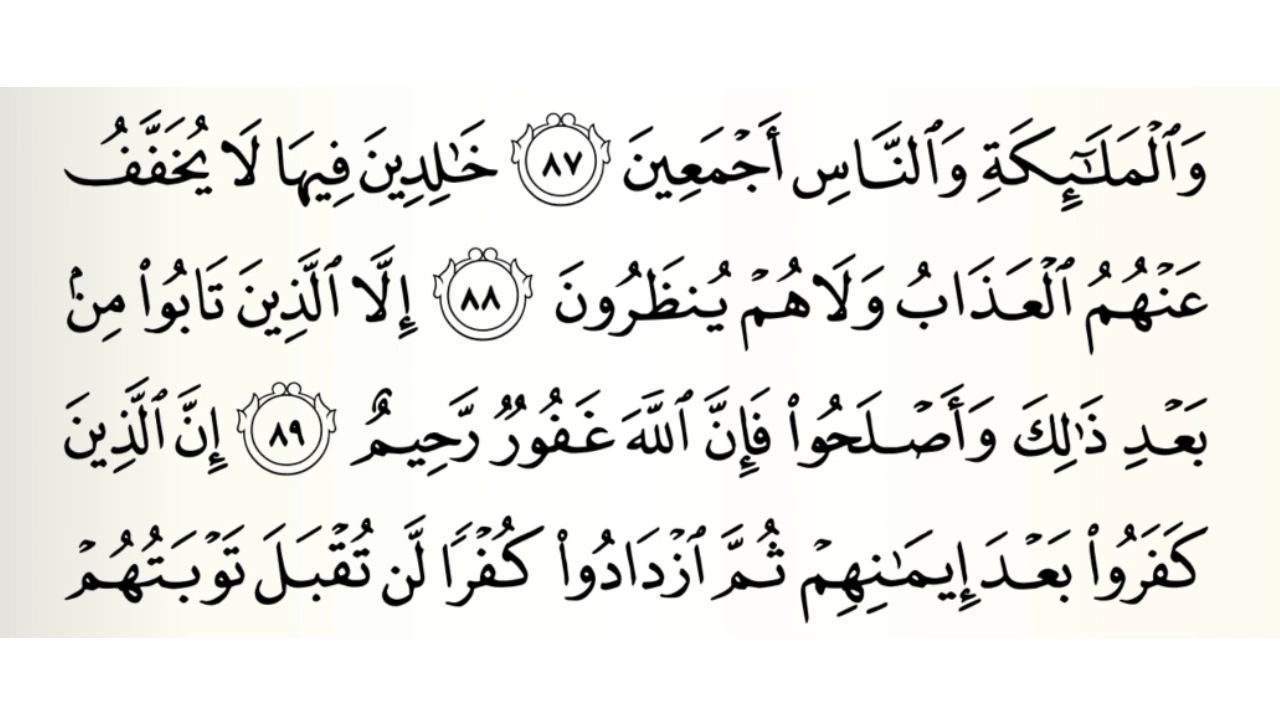 وَٱلْمَلَـٰٓئِكَةِ وَٱلنَّاسِ أَجْمَعِينَ ٨٧ خَـٰلِدِينَ فِيهَا لَا يُخَفَّفُ
عَنْهُمُ ٱلْعَذَابُ وَلَا هُمْ يُنظَرُونَ ٨٨ إِلَّا ٱلَّذِينَ تَابُوا۟ مِنۢ
بَعْدِ ذَٰلِكَ وَأَصْلَحُوا۟ فَإِنَّ ٱللَّهَ غَفُورٌ رَّحِيمٌ ٨٩ إِنَّ ٱلَّذِينَ
كَفَرُوا۟ بَعْدَ إِيمَـٰنِهِمْ ثُمَّ ٱزْدَادُوا۟ كُفْرًا لَّن تُقْبَلَ تَوْبَتُهُمْ